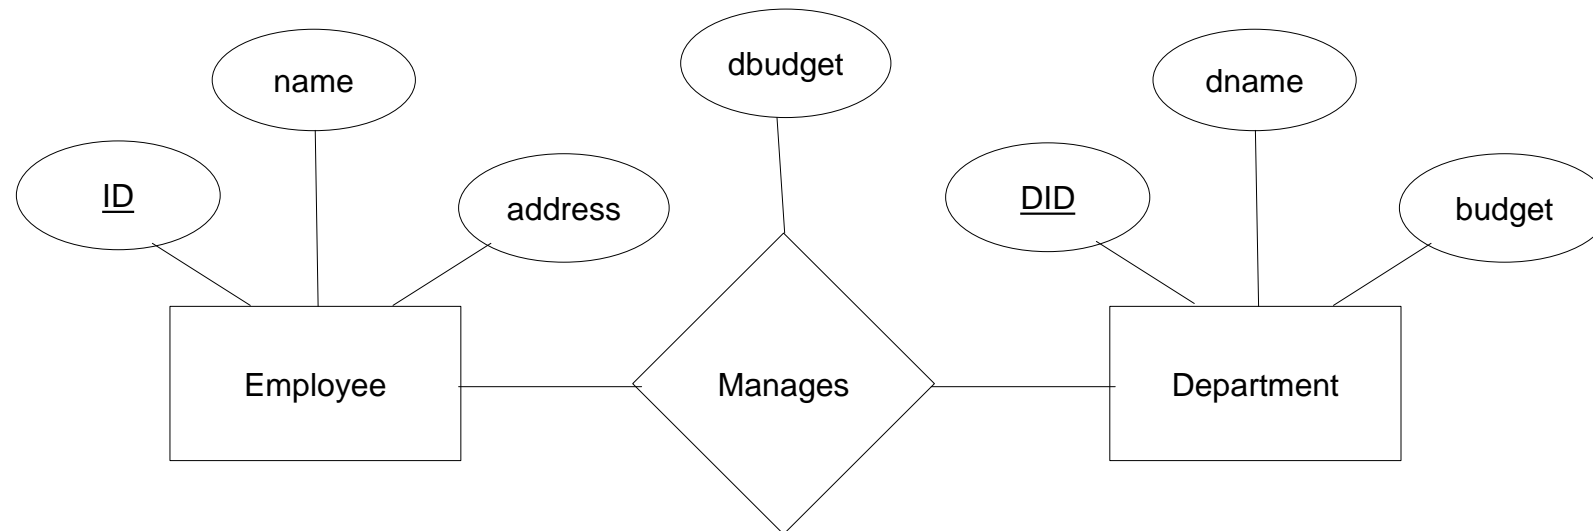 name
dbudget
dname
ID
address
DID
budget
Employee
Manages
Department